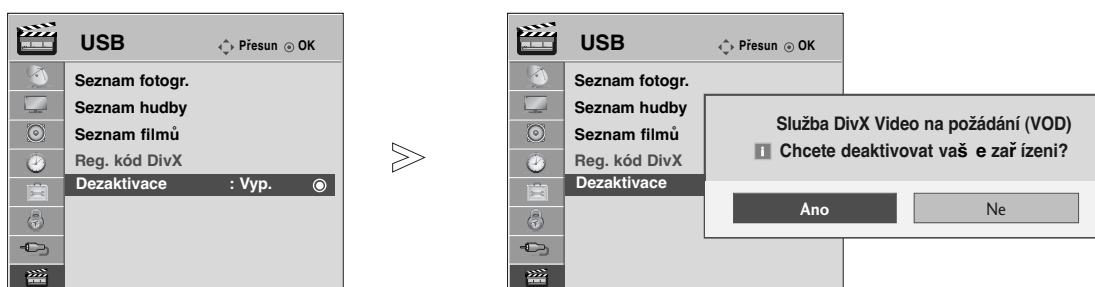 USB
Přesun OK
Seznam fotogr.
Seznam hudby
Seznam filmů
Reg. kód DivX
Dezaktivace : Vyp.
USB
Přesun OK
Seznam fotogr.
Seznam hudby
Seznam filmů
Reg. kód DivX
Dezaktivace
Služba DivX Video na požádání (VOD)
Chcete deaktivovat vaš e zař ízeni?
Ano Ne